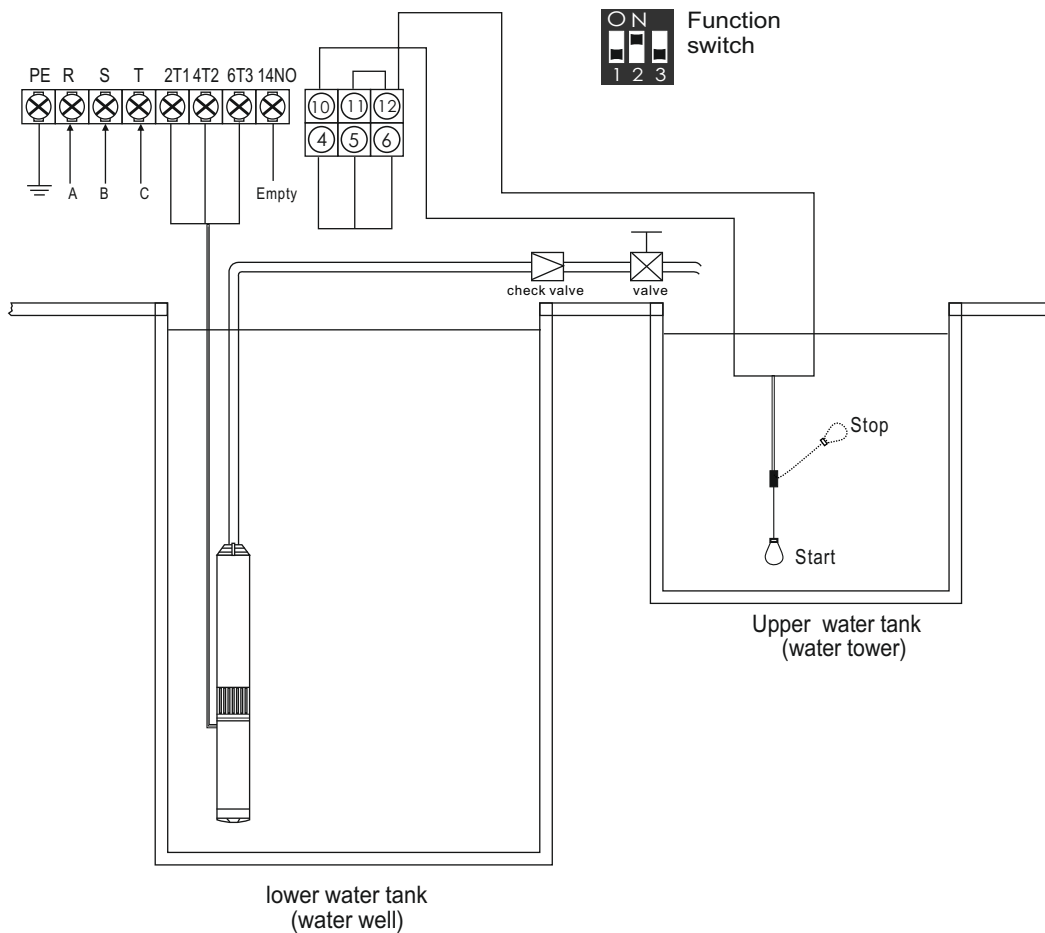 ON
1 2 3
Function
switch
PE R S T 2T1 4T2 6T3 14NO
10 11 12
4 5 6
A B C Empty
check valve
valve
Stop
Start
Upper water tank
(water tower)
lower water tank
(water well)